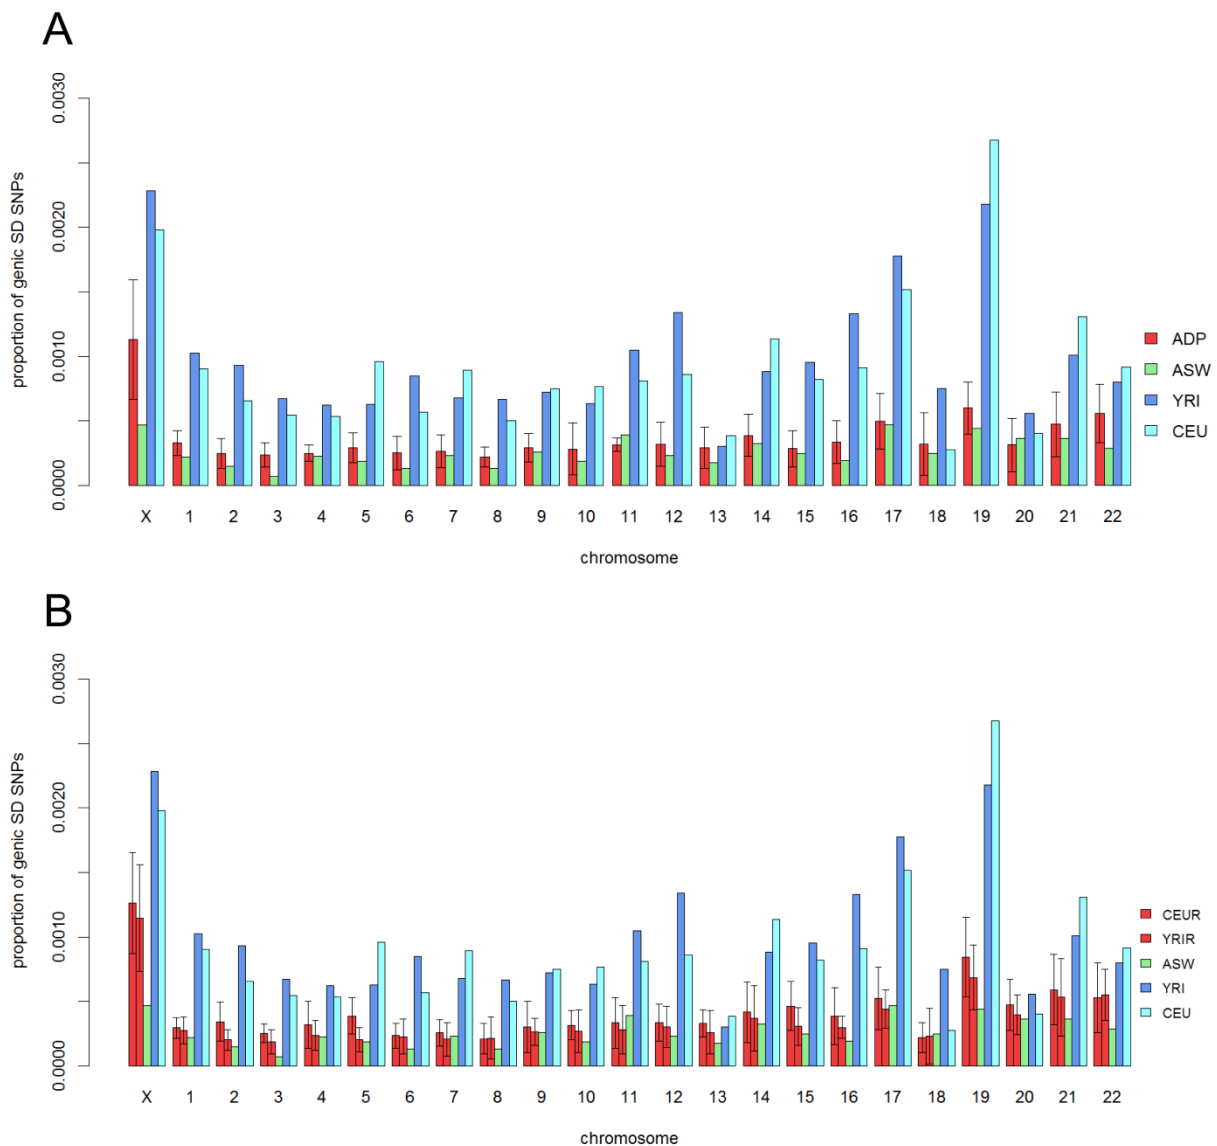 A
proportion of genic SD SNPs
0.0030
0.0020
0.0010
0.0000
X 1 2 3 4 5 6 7 8 9 10 11 12 13 14 15 16 17 18 19 20 21 22
chromosome
ADP
ASW
YRI
CEU
B
proportion of genic SD SNPs
0.0030
0.0020
0.0010
0.0000
X 1 2 3 4 5 6 7 8 9 10 11 12 13 14 15 16 17 18 19 20 21 22
chromosome
CEUR
YRIR
ASW
YRI
CEU